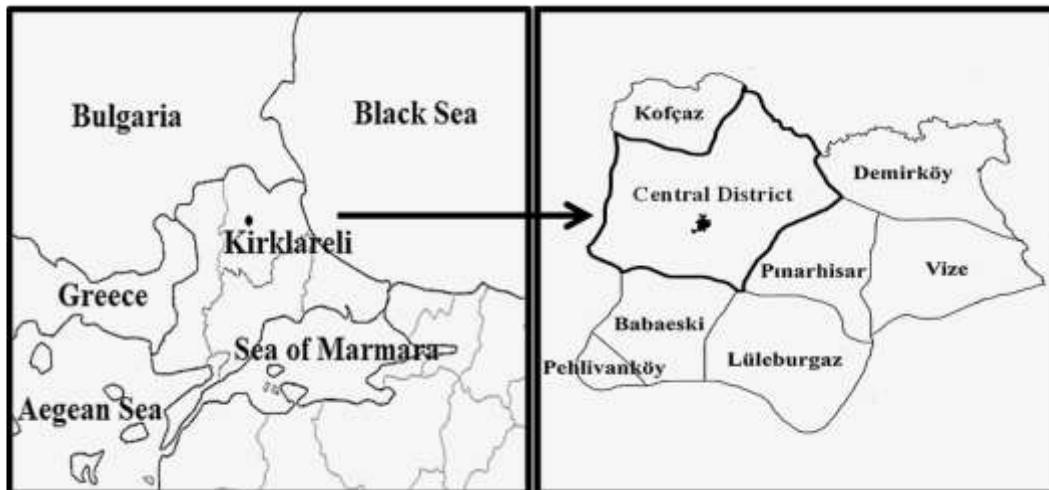 Bulgaria
Black Sea
Kirklareli
Greece
Sea of Marmara
Aegean Sea
Kofçaz
Demirköy
Central District
Pınarhisar
Vize
Babaeski
Pehlivanköy
Lüleburgaz